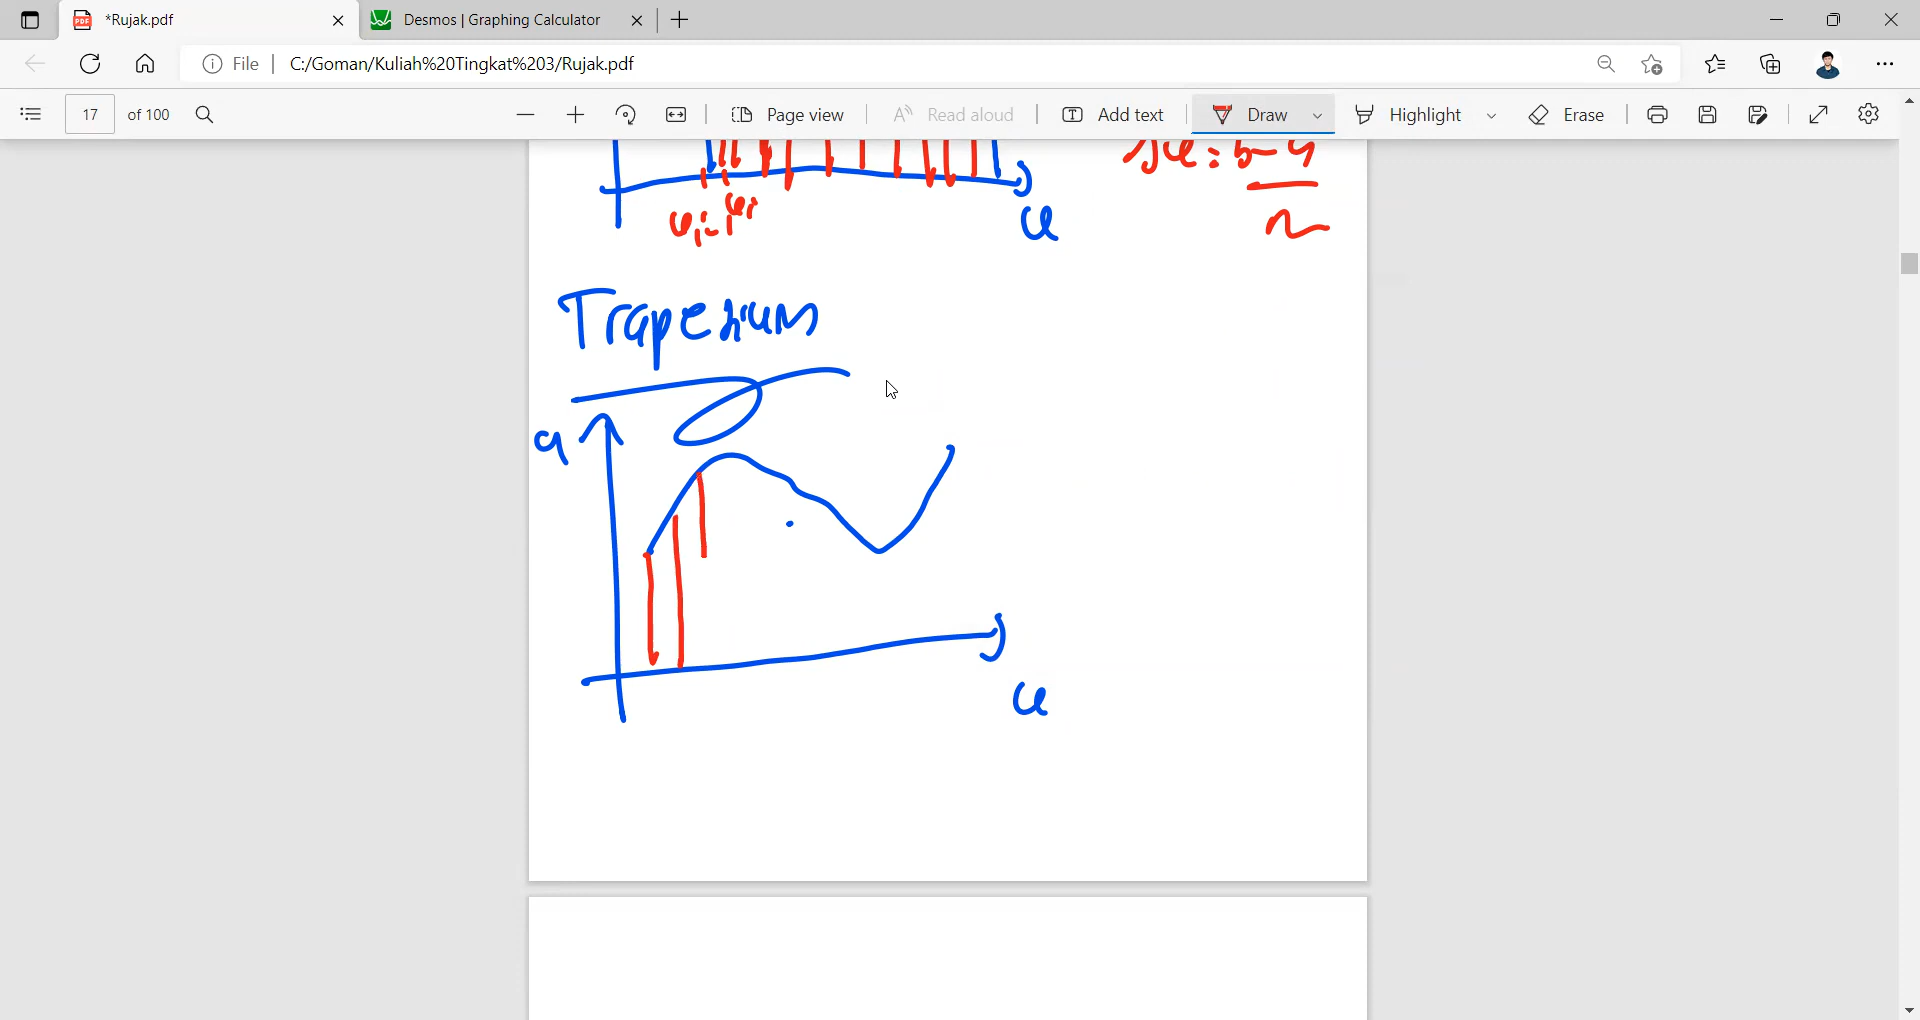 *Rujak.pdf
Desmos | Graphing Calculator
File
C:/Goman/Kuliah%20Tingkat%203/Rujak.pdf
17 of 100
Page view
Read aloud
Add text
Draw
Highlight
Erase
Trapezium